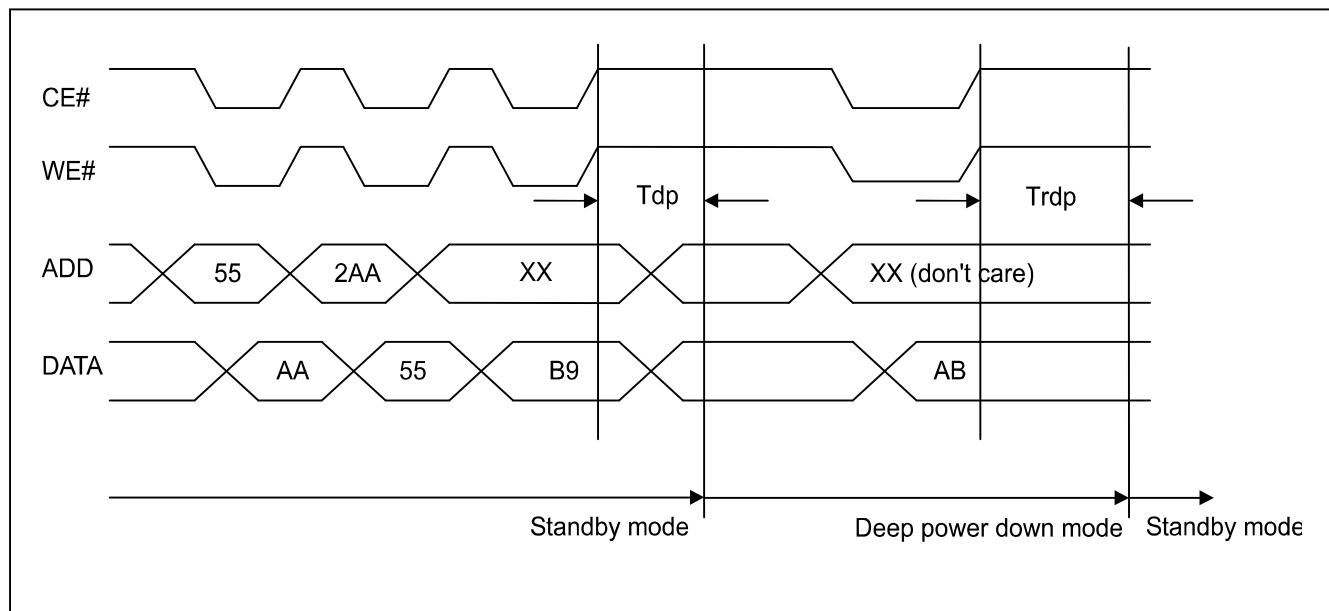 CE#
WE#
Tdp
Trdp
ADD
55
2AA
XX
XX (don't care)
DATA
AA
55
B9
AB
Standby mode
Deep power down mode
Standby mode